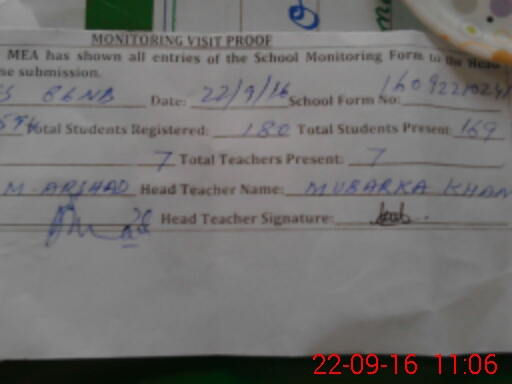 MONITORING VISIT PROOF
MEA has shown all entries of the School Monitoring Form to the Head
submission.
86NB Date: 22/9/16 School Form No:
Total Students Registered: 180 Total Students Present 169
7 Total Teachers Present: 7
M. ARSHAD Head Teacher Name: MUBARKA KHAN
Head Teacher Signature:
22-09-16 11:06